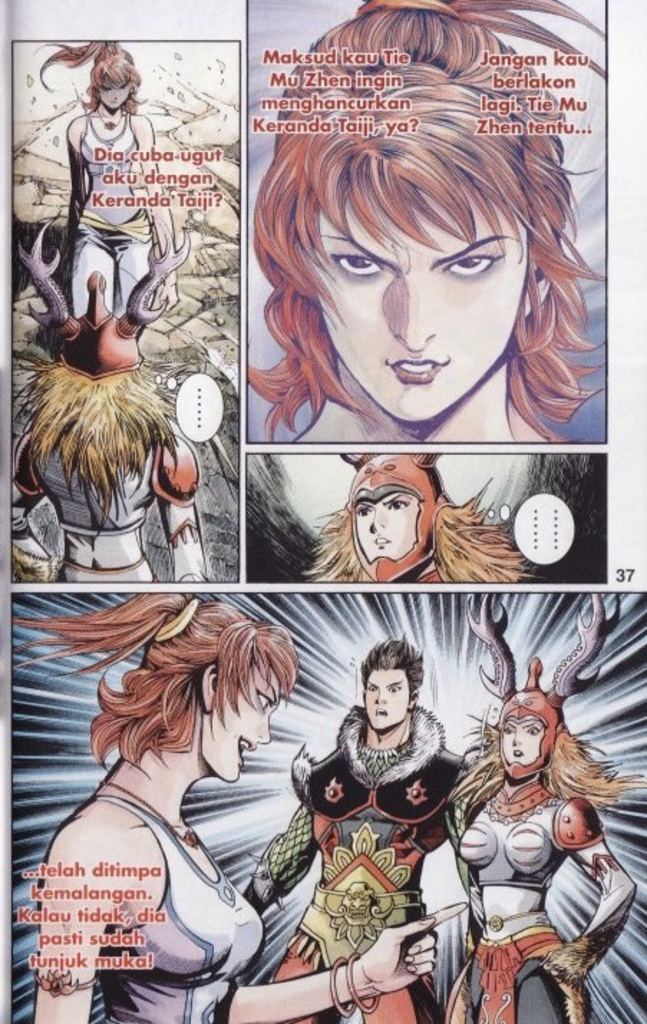 Dia cuba ugut
aku dengan
Keranda Taiji?
Maksud kau Tie
Mu Zhen ingin
menghancurkan
Keranda Taiji, ya?
Jangan kau
berlakon
lagi. Tie Mu
Zhen tentu...
......
........
37
...telah ditimpa
kemalangan.
Kalau tidak, dia
pasti sudah
tunjuk muka!